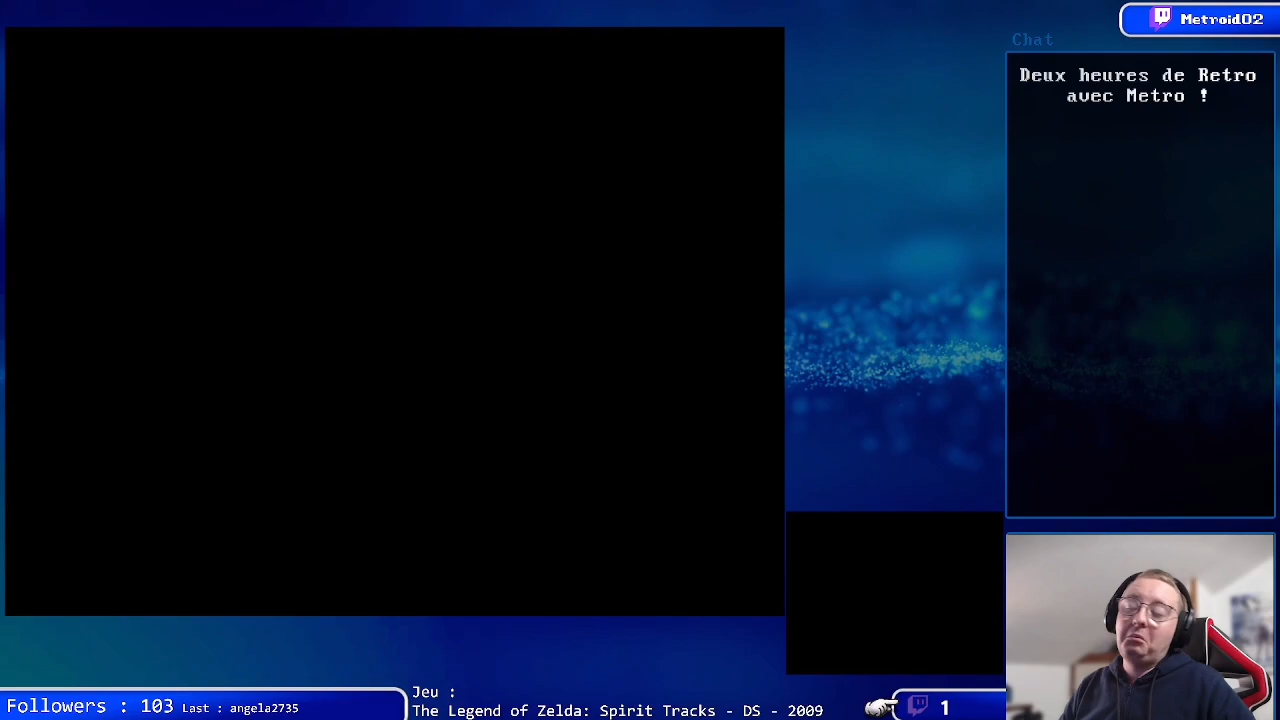 Metroid02
Chat
Deux heures de Retro
avec Metro !
Followers : 103 Last : angela2735
Jeu :
The Legend of Zelda: Spirit Tracks - DS - 2009
1